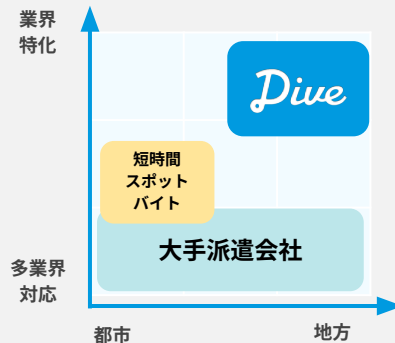 業界
特化
Dive
短時間
スポット
バイト
大手派遣会社
多業界
対応
都市
地方